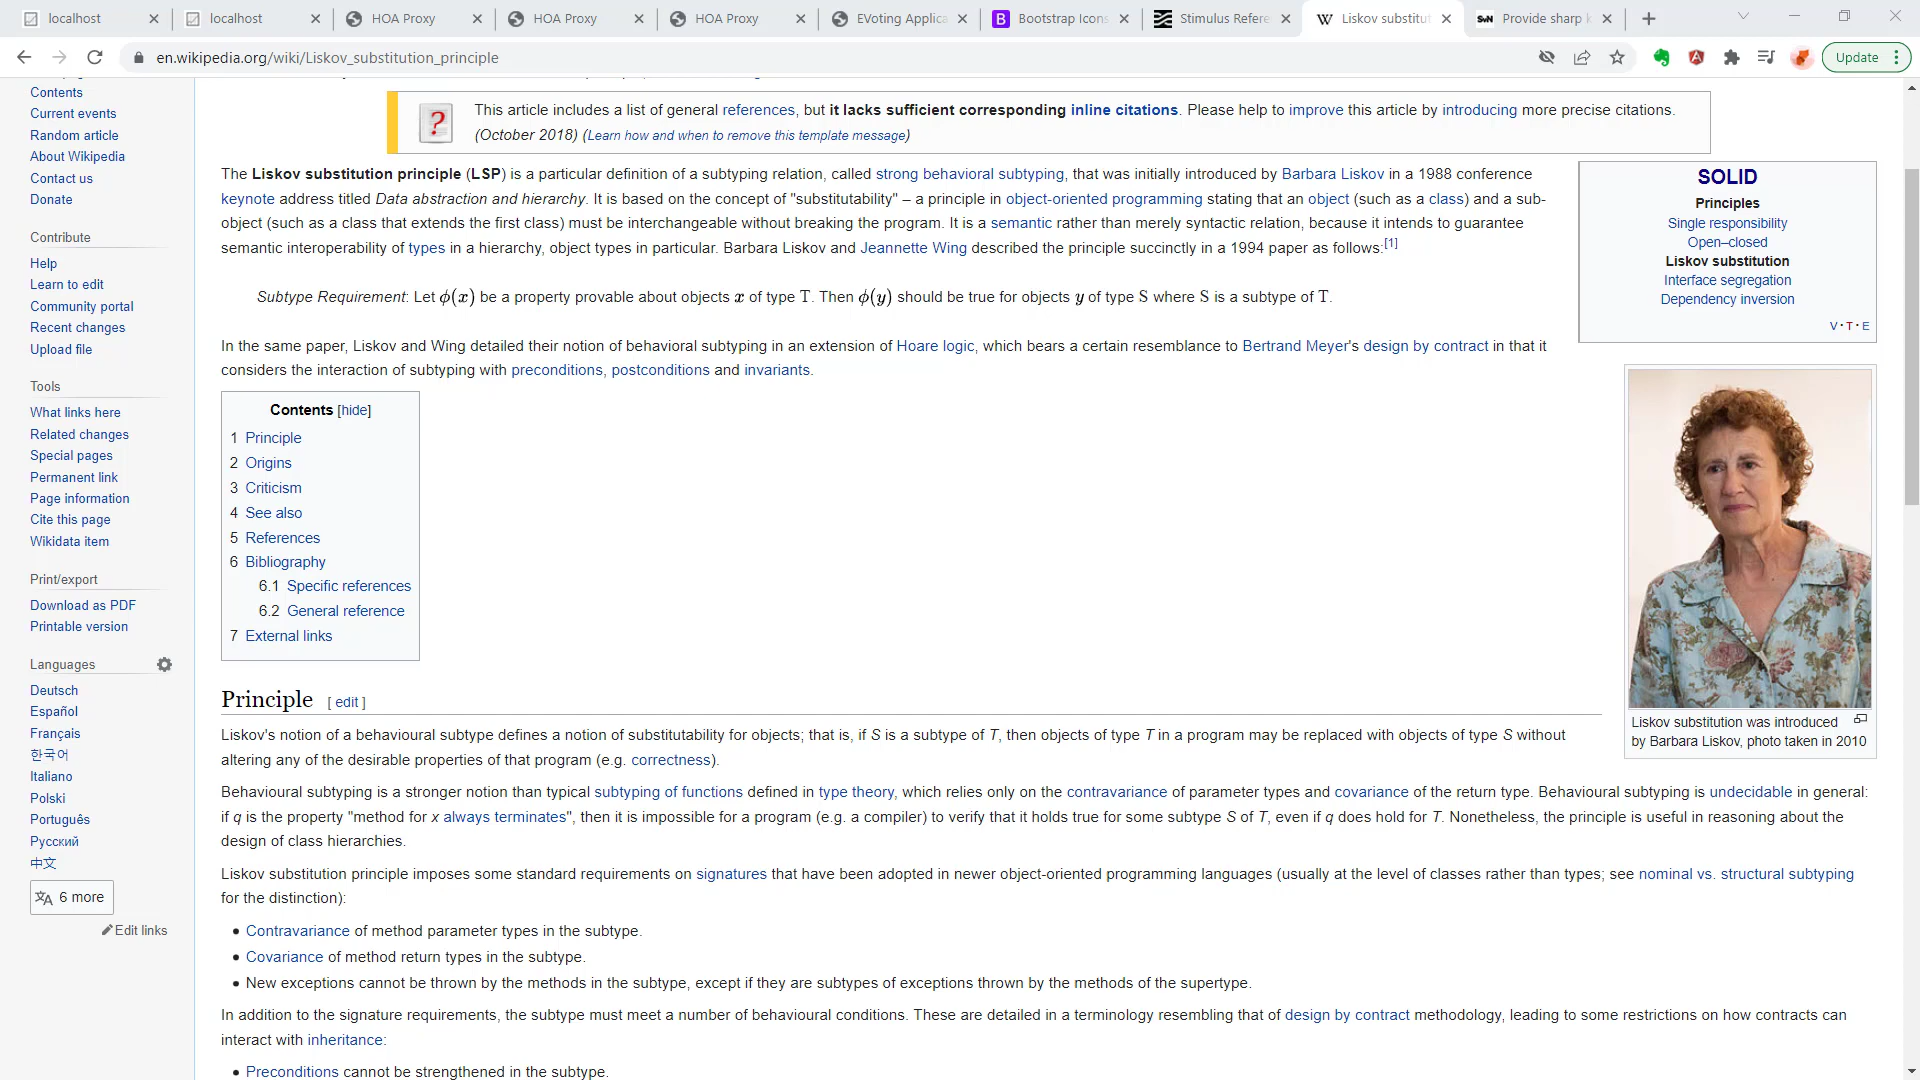 localhost
localhost
HOA Proxy
HOA Proxy
HOA Proxy
EVoting Applica
Bootstrap Icons
Stimulus Refere
Liskov substitut
Provide sharp k
en.wikipedia.org/wiki/Liskov_substitution_principle
Update
Contents
Current events
Random article
About Wikipedia
Contact us
Donate
Contribute
Help
Learn to edit
Community portal
Recent changes
Upload file
Tools
What links here
Related changes
Special pages
Permanent link
Page information
Cite this page
Wikidata item
Print/export
Download as PDF
Printable version
Languages
Deutsch
Español
Français
한국어
Italiano
Polski
Português
Русский
中文
6 more
Edit links
This article includes a list of general references, but it lacks sufficient corresponding inline citations. Please help to improve this article by introducing more precise citations.
(October 2018) (Learn how and when to remove this template message)
The Liskov substitution principle (LSP) is a particular definition of a subtyping relation, called strong behavioral subtyping, that was initially introduced by Barbara Liskov in a 1988 conference
keynote address titled Data abstraction and hierarchy. It is based on the concept of "substitutability" – a principle in object-oriented programming stating that an object (such as a class) and a sub-
object (such as a class that extends the first class) must be interchangeable without breaking the program. It is a semantic rather than merely syntactic relation, because it intends to guarantee
semantic interoperability of types in a hierarchy, object types in particular. Barbara Liskov and Jeannette Wing described the principle succinctly in a 1994 paper as follows:[1]
Subtype Requirement: Let ϕ(x) be a property provable about objects x of type T. Then ϕ(y) should be true for objects y of type S where S is a subtype of T.
In the same paper, Liskov and Wing detailed their notion of behavioral subtyping in an extension of Hoare logic, which bears a certain resemblance to Bertrand Meyer's design by contract in that it
considers the interaction of subtyping with preconditions, postconditions and invariants.
SOLID
Principles
Single responsibility
Open–closed
Liskov substitution
Interface segregation
Dependency inversion
V · T · E
Contents [hide]
1 Principle
2 Origins
3 Criticism
4 See also
5 References
6 Bibliography
6.1 Specific references
6.2 General reference
7 External links
Liskov substitution was introduced
by Barbara Liskov, photo taken in 2010
Principle [ edit ]
Liskov's notion of a behavioural subtype defines a notion of substitutability for objects; that is, if S is a subtype of T, then objects of type T in a program may be replaced with objects of type S without
altering any of the desirable properties of that program (e.g. correctness).
Behavioural subtyping is a stronger notion than typical subtyping of functions defined in type theory, which relies only on the contravariance of parameter types and covariance of the return type. Behavioural subtyping is undecidable in general:
if q is the property "method for x always terminates", then it is impossible for a program (e.g. a compiler) to verify that it holds true for some subtype S of T, even if q does hold for T. Nonetheless, the principle is useful in reasoning about the
design of class hierarchies.
Liskov substitution principle imposes some standard requirements on signatures that have been adopted in newer object-oriented programming languages (usually at the level of classes rather than types; see nominal vs. structural subtyping
for the distinction):
• Contravariance of method parameter types in the subtype.
• Covariance of method return types in the subtype.
• New exceptions cannot be thrown by the methods in the subtype, except if they are subtypes of exceptions thrown by the methods of the supertype.
In addition to the signature requirements, the subtype must meet a number of behavioural conditions. These are detailed in a terminology resembling that of design by contract methodology, leading to some restrictions on how contracts can
interact with inheritance:
• Preconditions cannot be strengthened in the subtype.